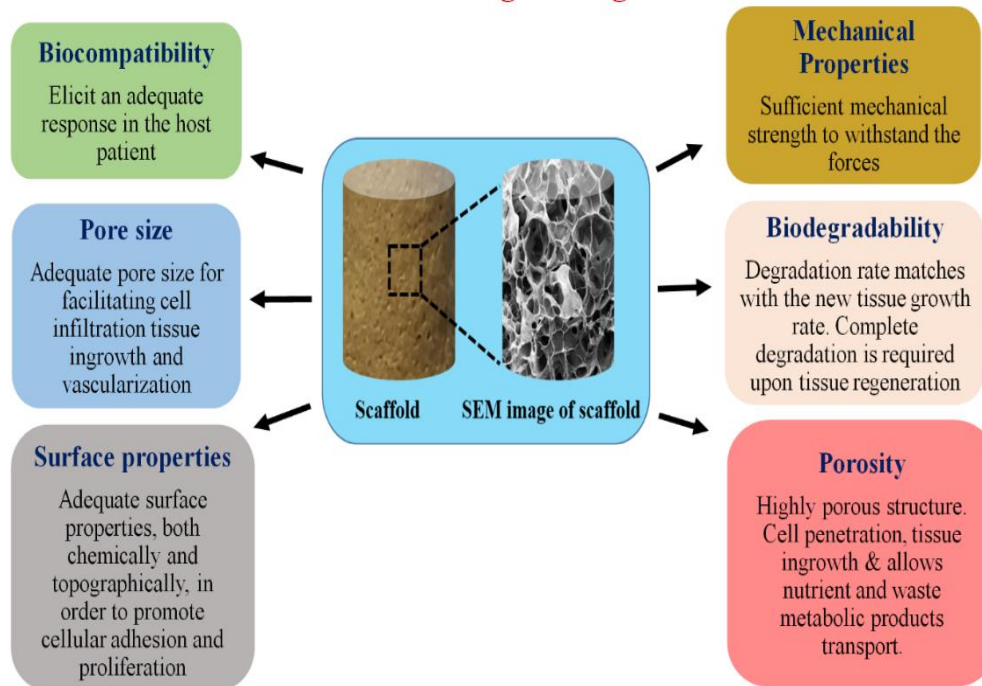 Biocompatibility
Elicit an adequate
response in the host
patient
Pore size
Adequate pore size for
facilitating cell
infiltration tissue
ingrowth and
vascularization
Surface properties
Adequate surface
properties, both
chemically and
topographically, in
order to promote
cellular adhesion and
proliferation
Scaffold
SEM image of scaffold
Mechanical
Properties
Sufficient mechanical
strength to withstand the
forces
Biodegradability
Degradation rate matches
with the new tissue growth
rate. Complete
degradation is required
upon tissue regeneration
Porosity
Highly porous structure.
Cell penetration, tissue
ingrowth & allows
nutrient and waste
metabolic products
transport.